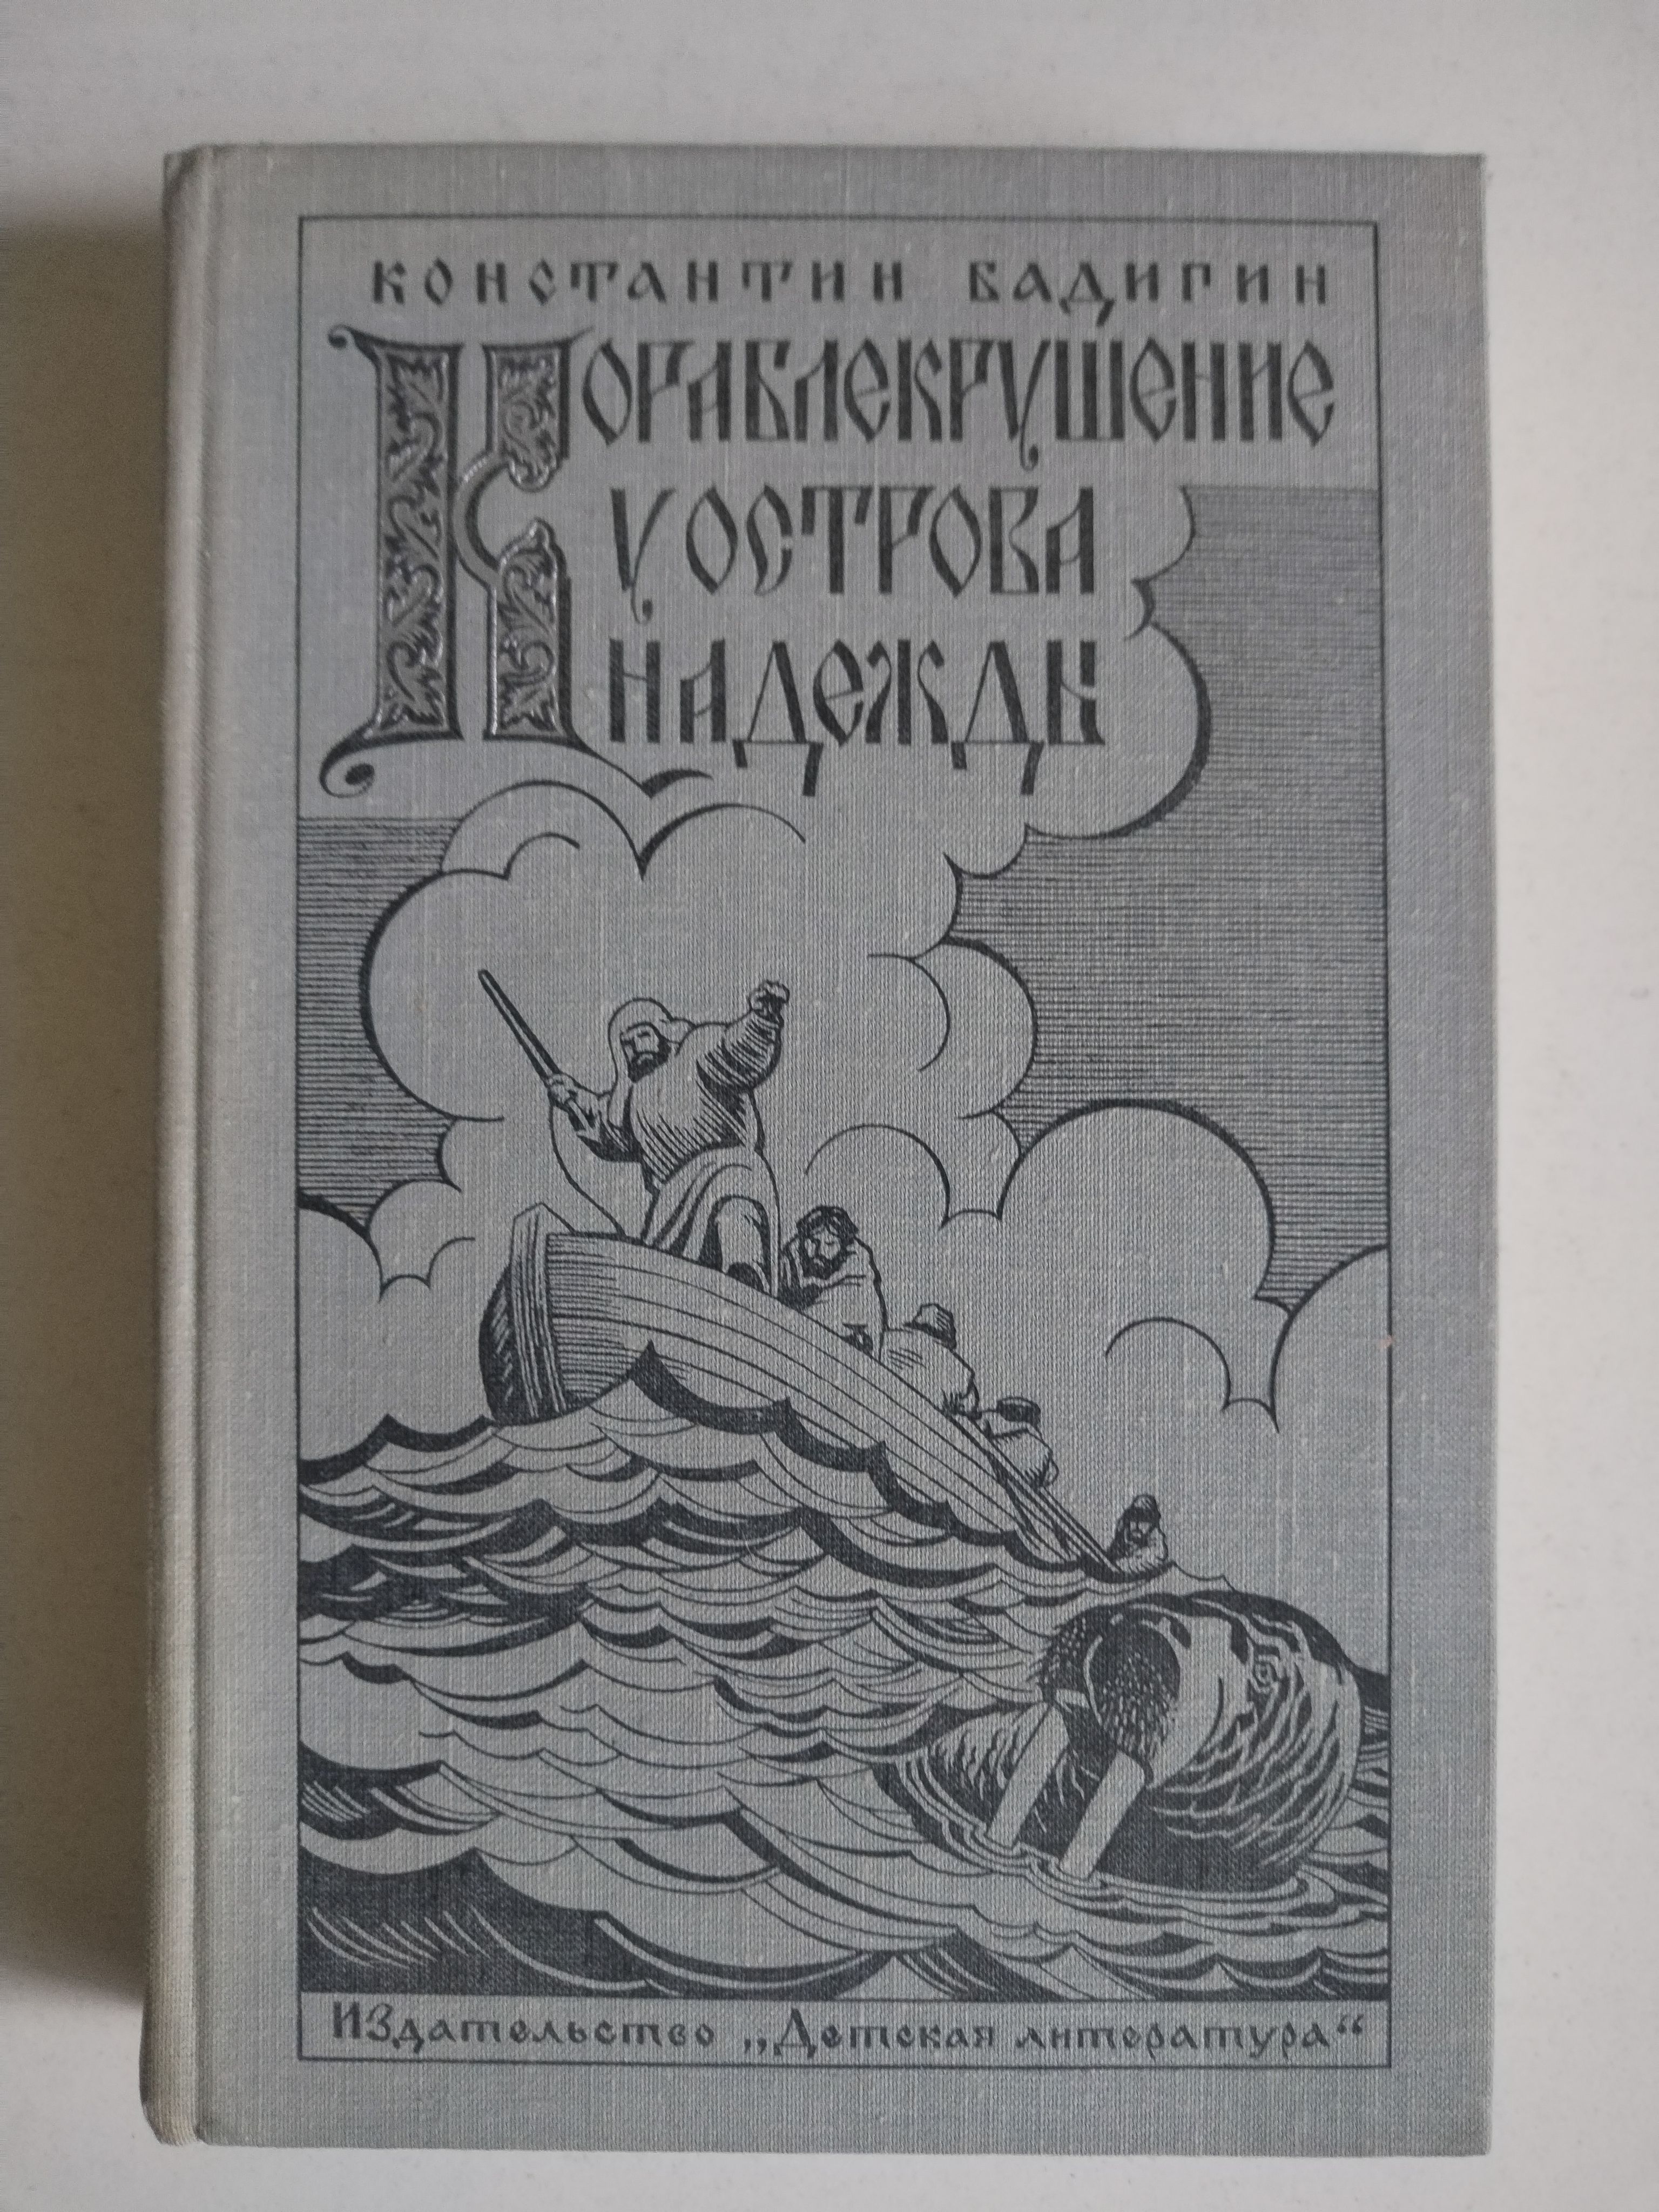 КОНСТАНТИН БАДИГИН
КОРАБЛЕКРУШЕНИЕ
У ОСТРОВА
НАДЕЖДЫ
Издательство „Детская литература“